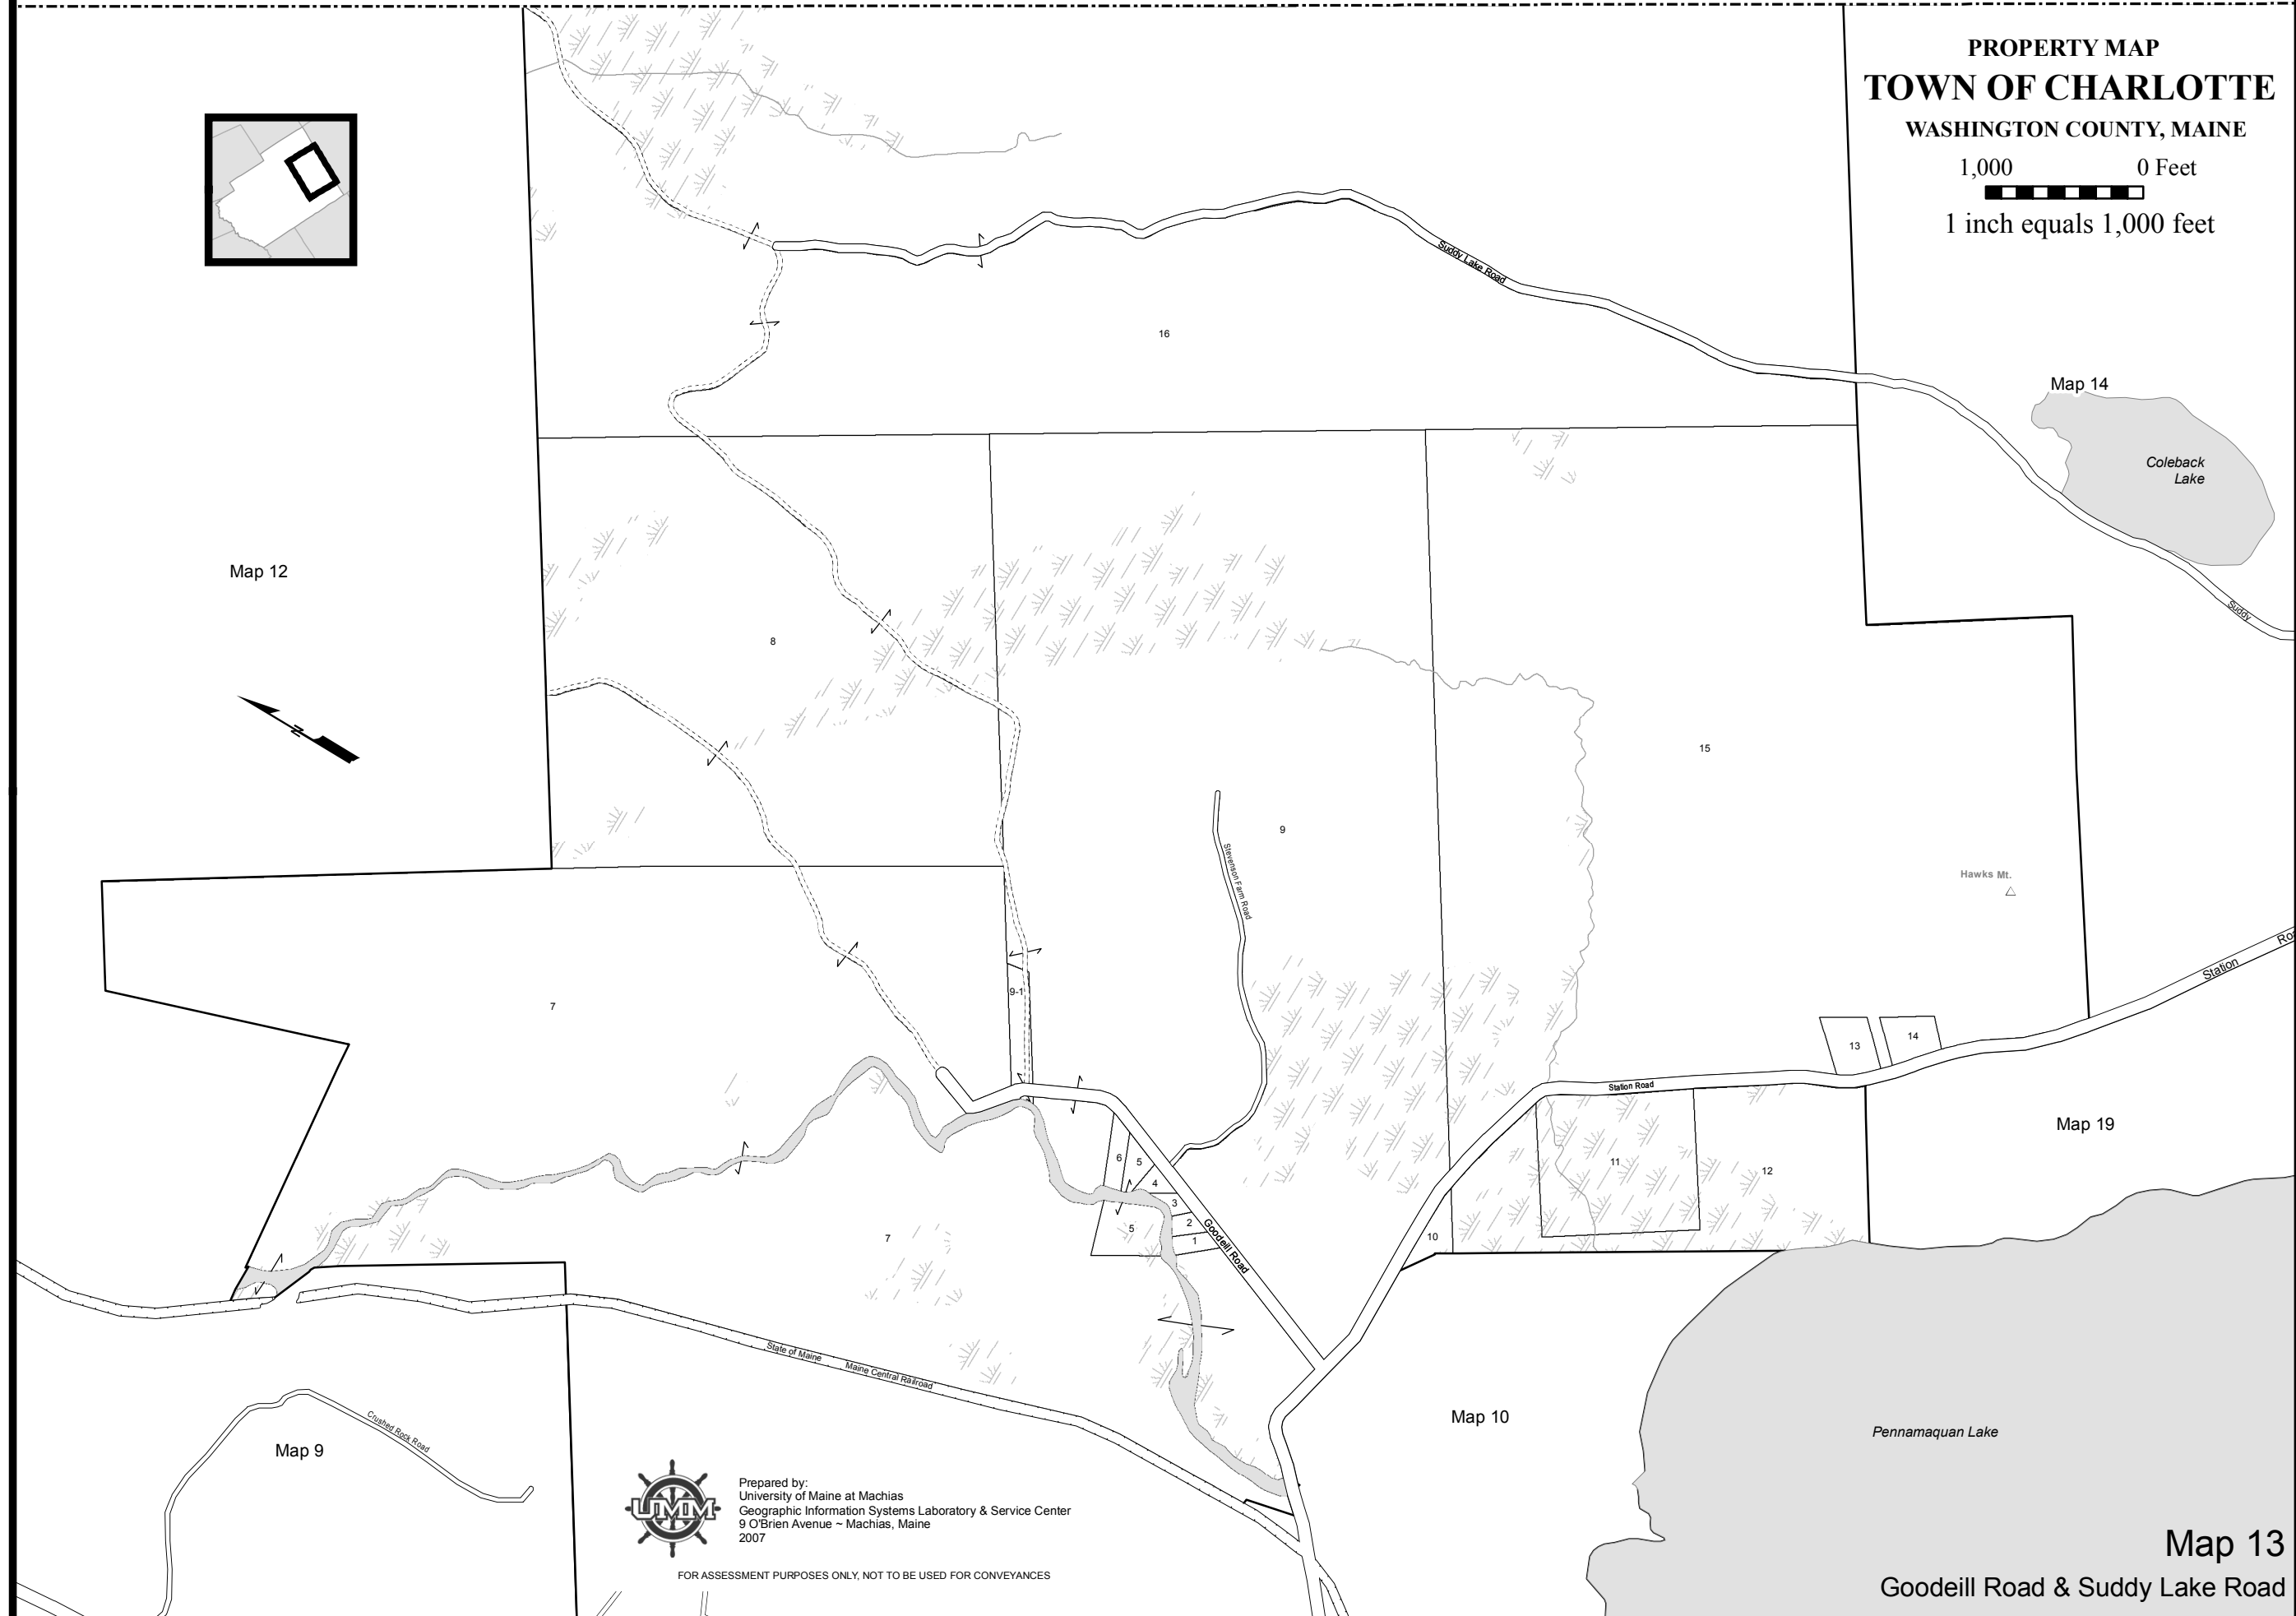 PROPERTY MAP
TOWN OF CHARLOTTE
WASHINGTON COUNTY, MAINE
1,000 0 Feet
1 inch equals 1,000 feet
Suddy Lake Road
16
Map 14
Coleback
Lake
Map 12
Suddy
8
N
15
9
Stevenson Farm Road
Hawks Mt.
Station
9-1
7
13
14
Station Road
Map 19
6
5
4
11
12
3
5
2
1
Goodeill Road
10
7
State of Maine Maine Central Railroad
Crushed Rock Road
Map 9
Map 10
Pennamaquan Lake
UMM
Prepared by:
University of Maine at Machias
Geographic Information Systems Laboratory & Service Center
9 O'Brien Avenue ~ Machias, Maine
2007
FOR ASSESSMENT PURPOSES ONLY, NOT TO BE USED FOR CONVEYANCES
Map 13
Goodeill Road & Suddy Lake Road